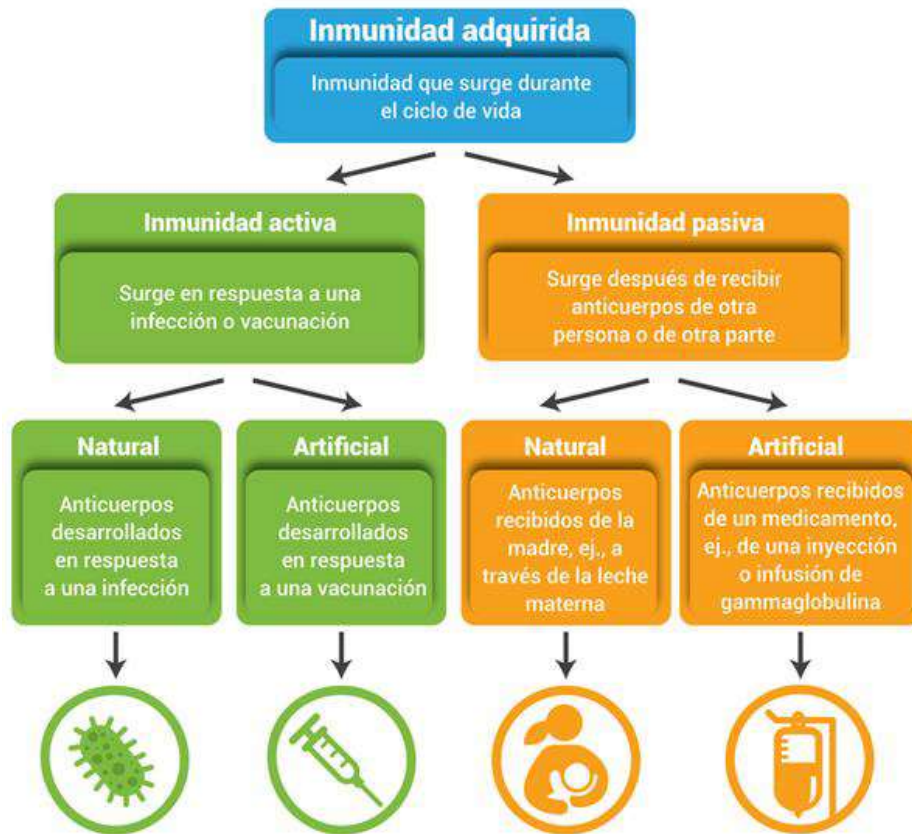 Inmunidad adquirida
Inmunidad que surge durante
el ciclo de vida
Inmunidad activa
Surge en respuesta a una
infección o vacunación
Inmunidad pasiva
Surge después de recibir
anticuerpos de otra
persona o de otra parte
Natural
Anticuerpos
desarrollados
en respuesta
a una infección
Artificial
Anticuerpos
desarrollados
en respuesta
a una vacunación
Natural
Anticuerpos
recibidos de la
madre, ej., a
través de la leche
materna
Artificial
Anticuerpos recibidos
de un medicamento,
ej., de una inyección
o infusión de
gammaglobulina